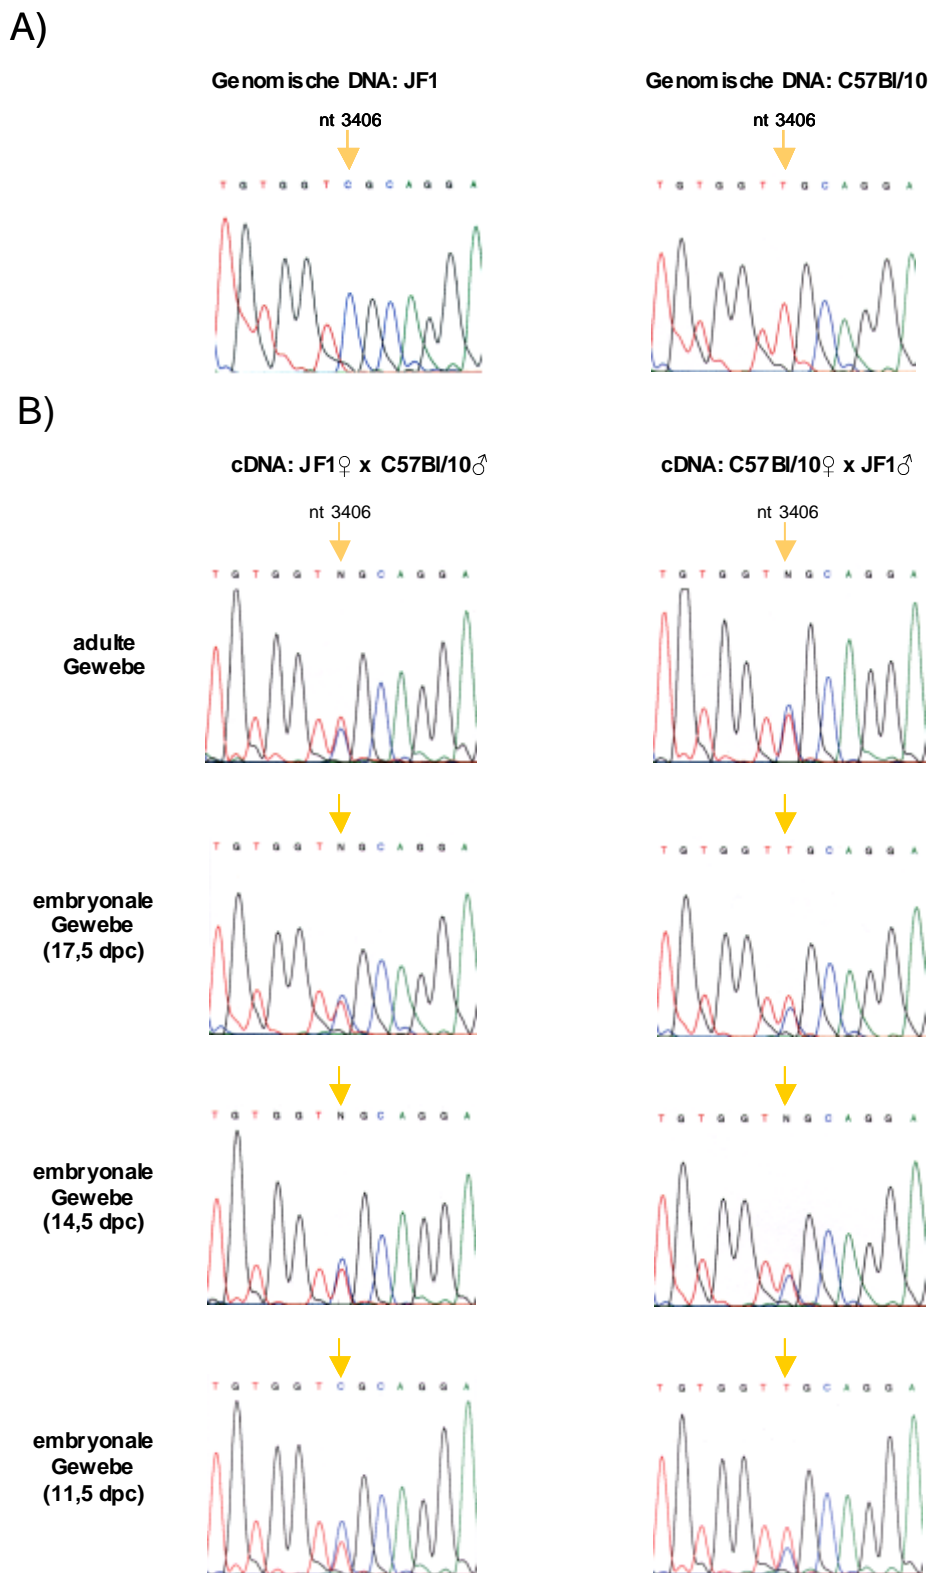 A)
Genomische DNA: JF1
Genomische DNA: C57Bl/10
nt 3406
nt 3406
T G T G G T C G C A G G A
T G T G G T T G C A G G A
B)
cDNA: JF1♀ x C57Bl/10♂
cDNA: C57Bl/10♀ x JF1♂
nt 3406
nt 3406
T G T G G T N G C A G G A
T G T G G T N G C A G G A
adulte
Gewebe
T G T G G T N G C A G G A
T G T G G T T G C A G G A
embryonale
Gewebe
(17,5 dpc)
T G T G G T N G C A G G A
T G T G G T N G C A G G A
embryonale
Gewebe
(14,5 dpc)
T G T G G T C G C A G G A
T G T G G T T G C A G G A
embryonale
Gewebe
(11,5 dpc)